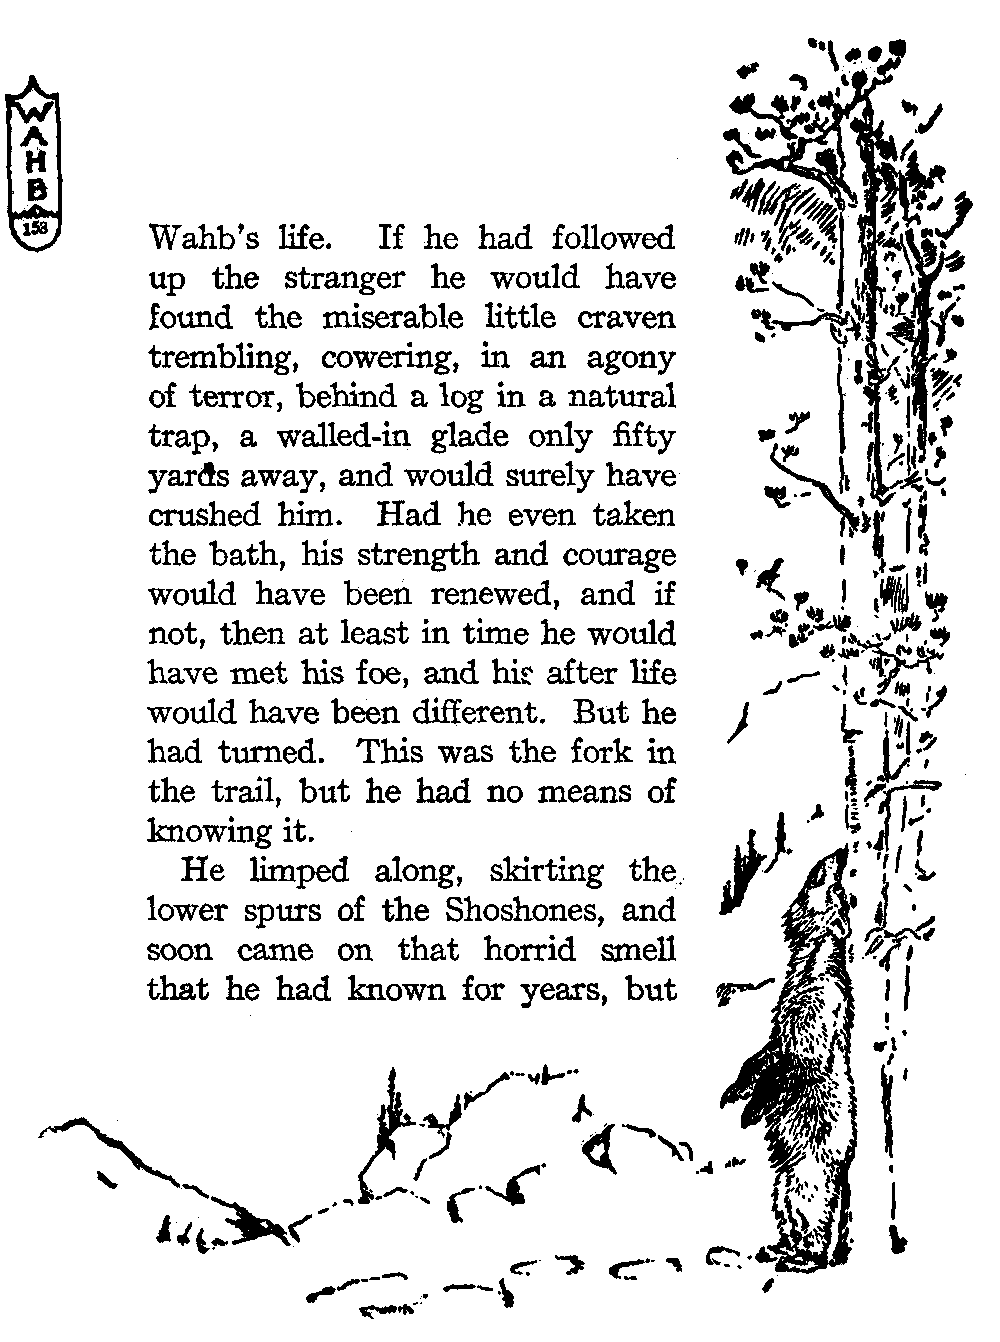 WAHB
158
Wahb's life. If he had followed
up the stranger he would have
found the miserable little craven
trembling, cowering, in an agony
of terror, behind a log in a natural
trap, a walled-in glade only fifty
yards away, and would surely have
crushed him. Had he even taken
the bath, his strength and courage
would have been renewed, and if
not, then at least in time he would
have met his foe, and his after life
would have been different. But he
had turned. This was the fork in
the trail, but he had no means of
knowing it.
He limped along, skirting the
lower spurs of the Shoshones, and
soon came on that horrid smell
that he had known for years, but